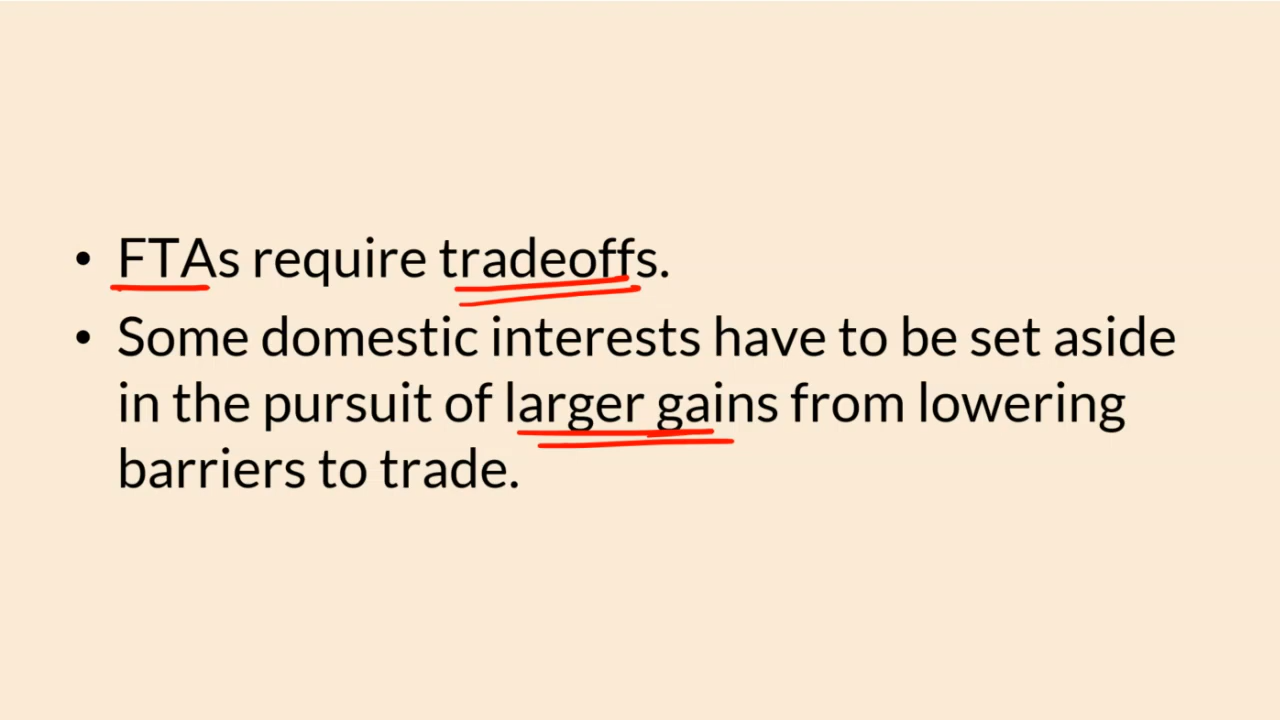 • FTAs require tradeoffs.
• Some domestic interests have to be set aside
in the pursuit of larger gains from lowering
barriers to trade.